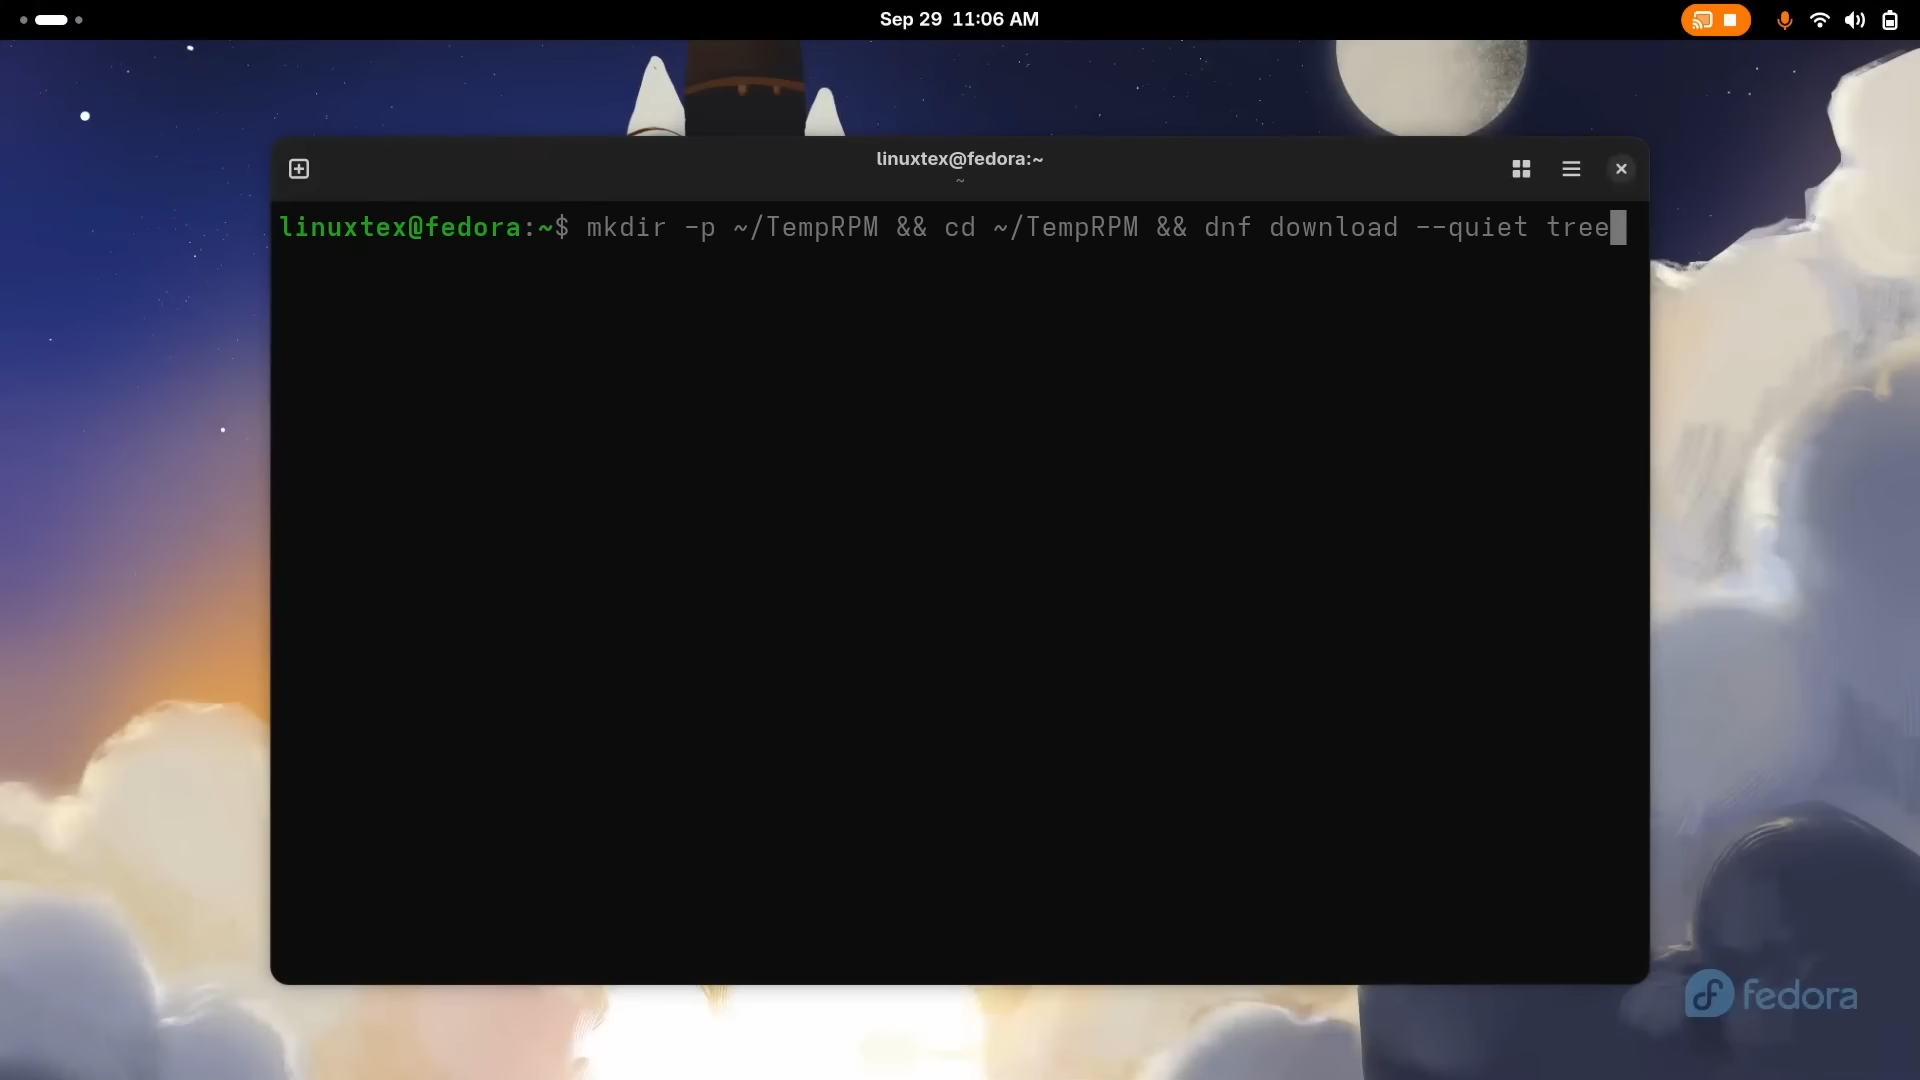 Sep 29 11:06 AM
linuxtex@fedora:~
~
linuxtex@fedora:~$ mkdir -p ~/TempRPM && cd ~/TempRPM && dnf download --quiet tree
fedora